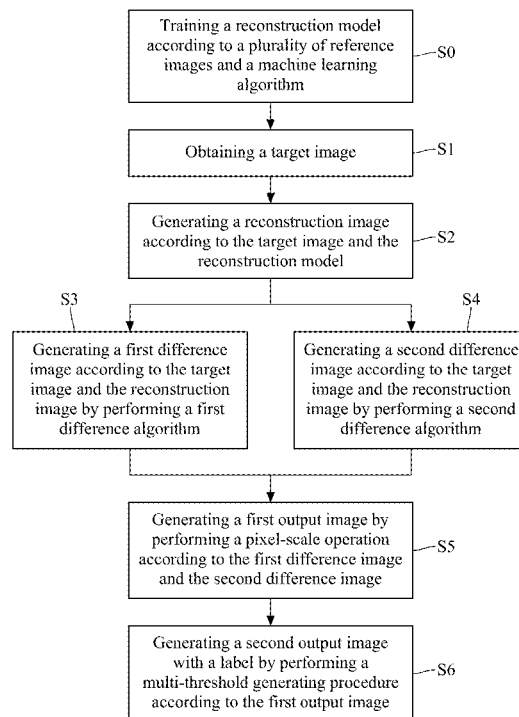 Training a reconstruction model
according to a plurality of reference
images and a machine learning
algorithm
S0
Obtaining a target image
S1
Generating a reconstruction image
according to the target image and the
reconstruction model
S2
S3
Generating a first difference
image according to the target
image and the reconstruction
image by performing a first
difference algorithm
S4
Generating a second difference
image according to the target
image and the reconstruction
image by performing a second
difference algorithm
Generating a first output image by
performing a pixel-scale operation
according to the first difference image
and the second difference image
S5
Generating a second output image
with a label by performing a
multi-threshold generating procedure
according to the first output image
S6